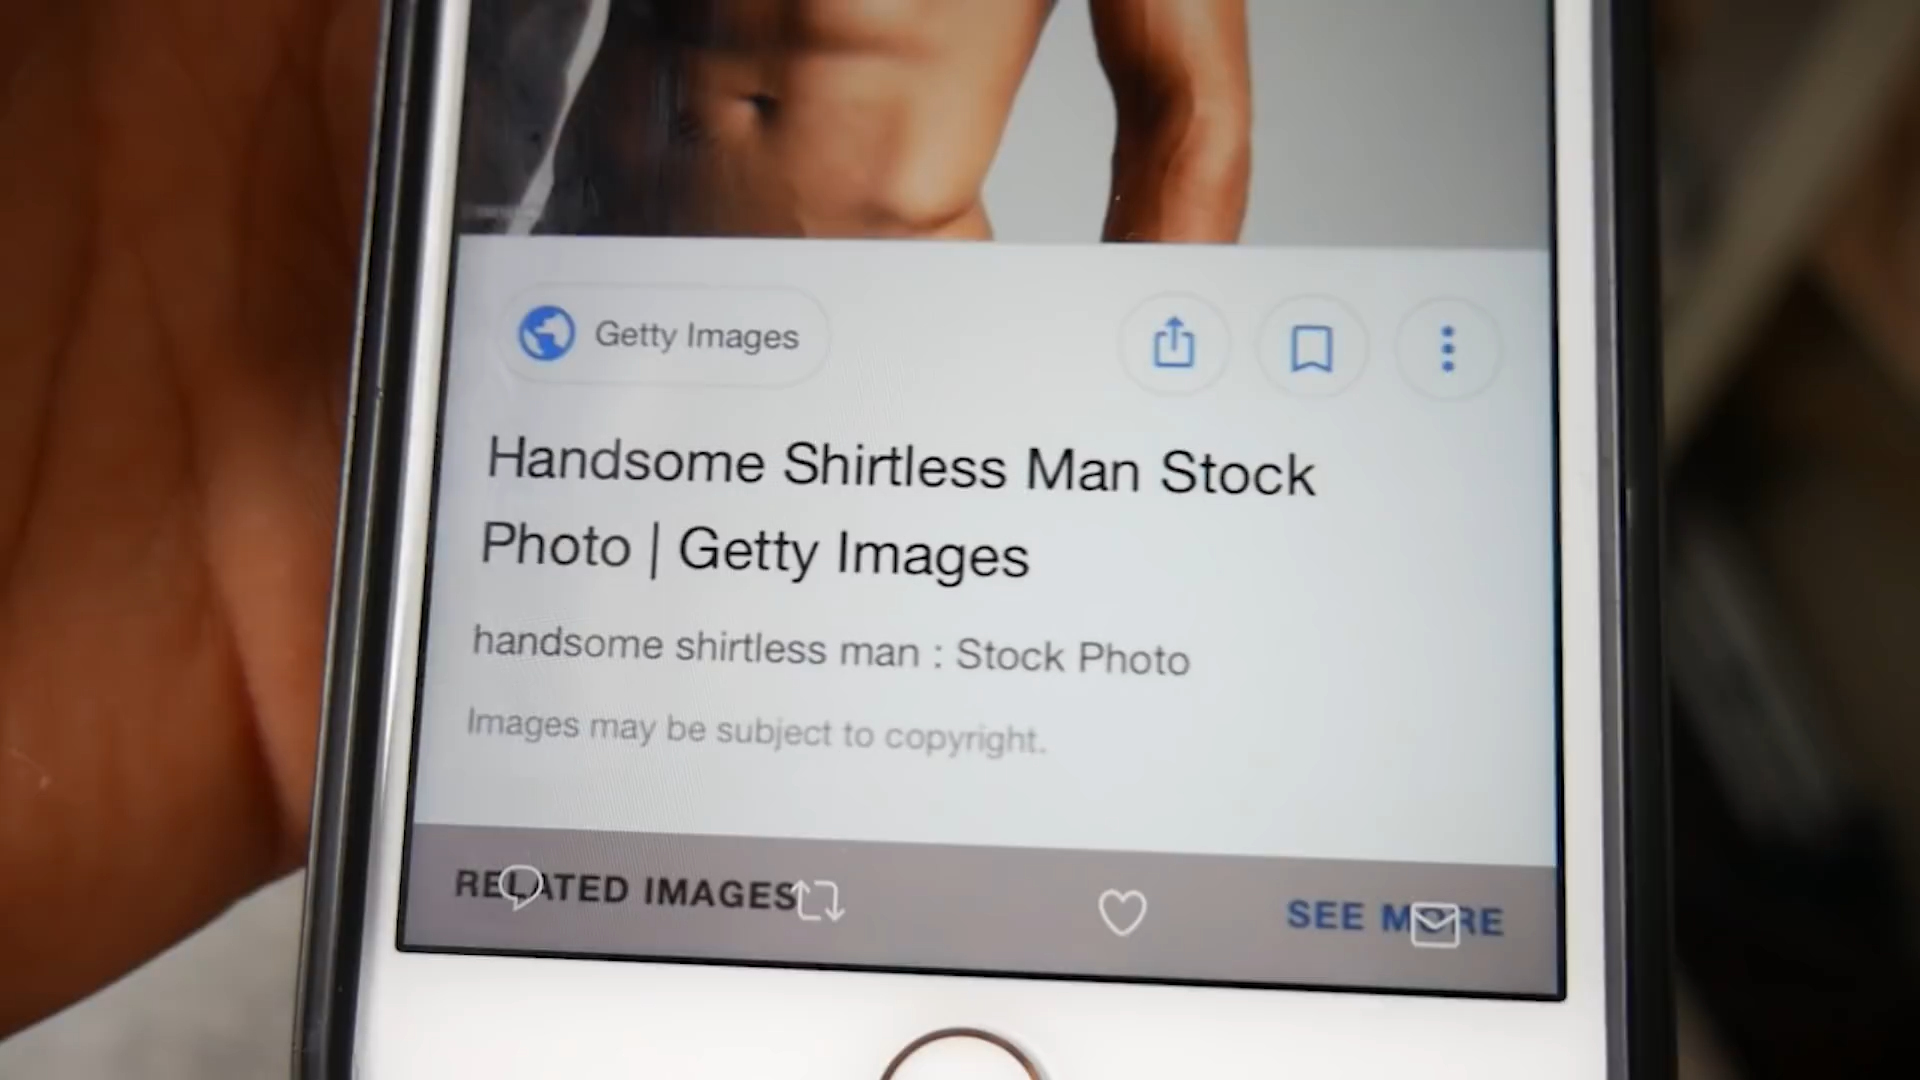 Getty Images
Handsome Shirtless Man Stock
Photo | Getty Images
handsome shirtless man : Stock Photo
Images may be subject to copyright.
RELATED IMAGES
SEE MORE